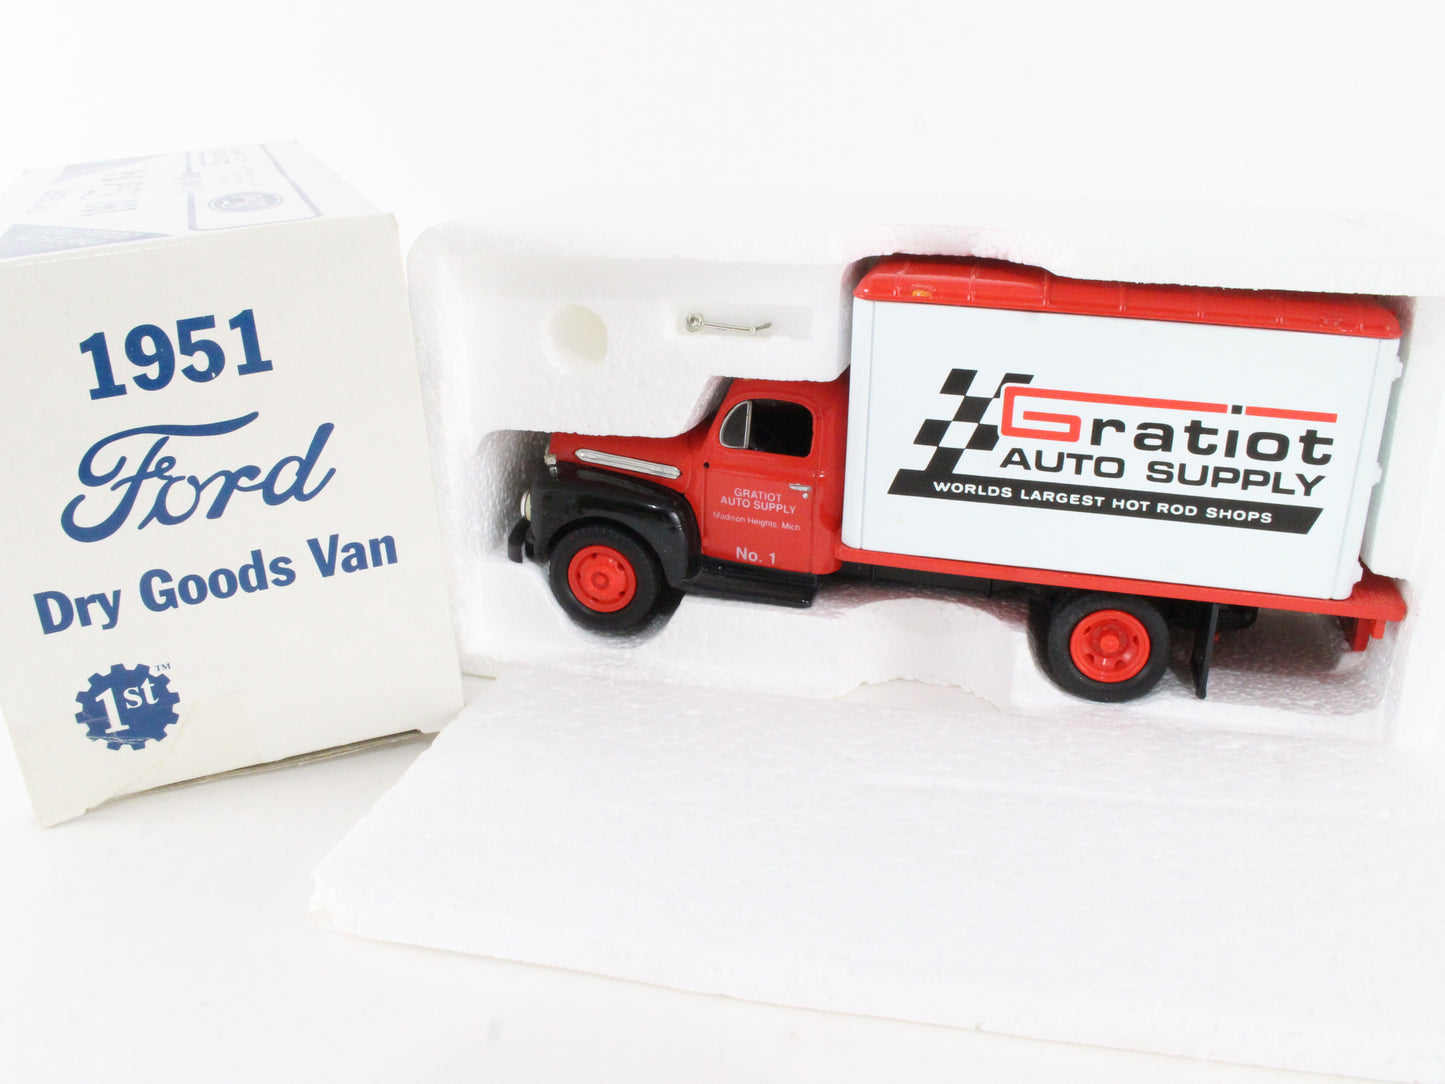 1951
Ford
Dry Goods Van
1st™
Gratiot
AUTO SUPPLY
WORLDS LARGEST HOT ROD SHOPS
GRATIOT
AUTO SUPPLY
Madison Heights, Mich.
No. 1